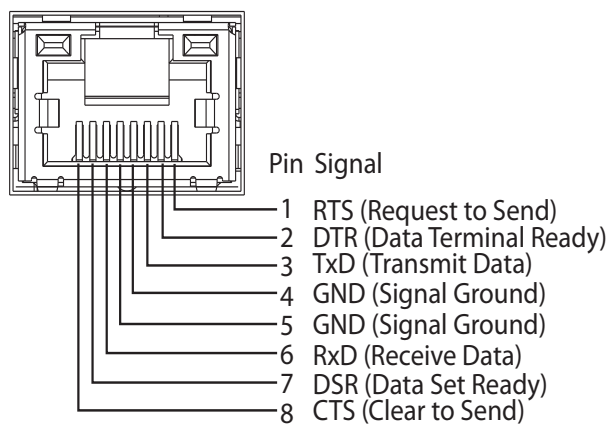 Pin Signal
1 RTS (Request to Send)
2 DTR (Data Terminal Ready)
3 TxD (Transmit Data)
4 GND (Signal Ground)
5 GND (Signal Ground)
6 RxD (Receive Data)
7 DSR (Data Set Ready)
8 CTS (Clear to Send)